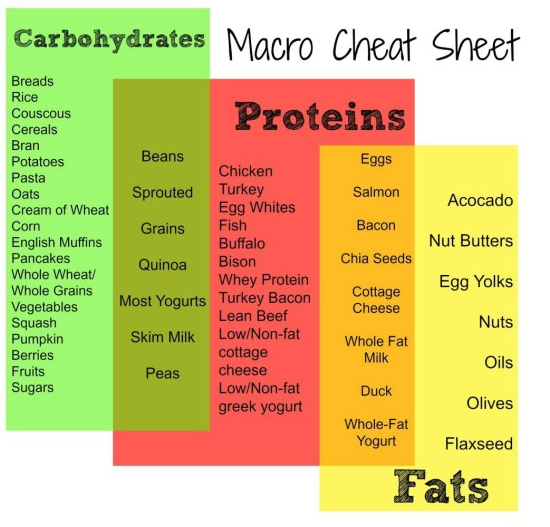 Carbohydrates
Macro Cheat Sheet
Breads
Rice
Couscous
Cereals
Bran
Potatoes
Pasta
Oats
Cream of Wheat
Corn
English Muffins
Pancakes
Whole Wheat/
Whole Grains
Vegetables
Squash
Pumpkin
Berries
Fruits
Sugars
Beans
Sprouted
Grains
Quinoa
Most Yogurts
Skim Milk
Peas
Proteins
Chicken
Turkey
Egg Whites
Fish
Buffalo
Bison
Whey Protein
Turkey Bacon
Lean Beef
Low/Non-fat
cottage
cheese
Low/Non-fat
greek yogurt
Eggs
Salmon
Bacon
Chia Seeds
Cottage
Cheese
Whole Fat
Milk
Duck
Whole-Fat
Yogurt
Acocado
Nut Butters
Egg Yolks
Nuts
Oils
Olives
Flaxseed
Fats